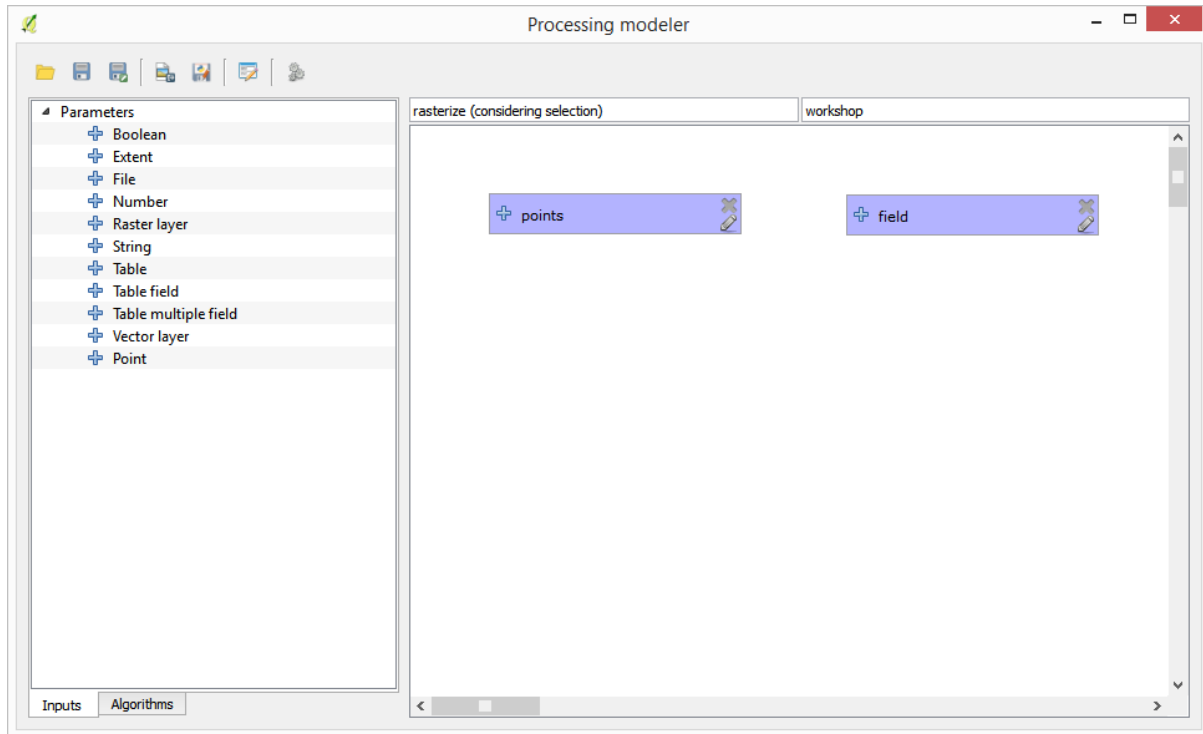 Processing modeler
Parameters
Boolean
Extent
File
Number
Raster layer
String
Table
Table field
Table multiple field
Vector layer
Point
Inputs
Algorithms
rasterize (considering selection)
workshop
points
field